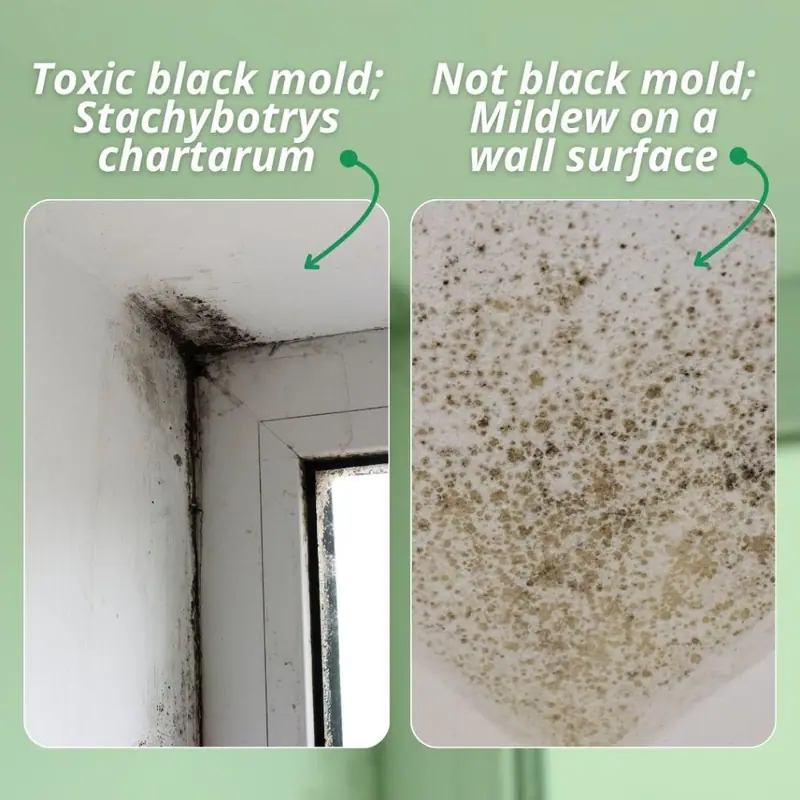 Toxic black mold;
Stachybotrys
chartarum
Not black mold;
Mildew on a
wall surface